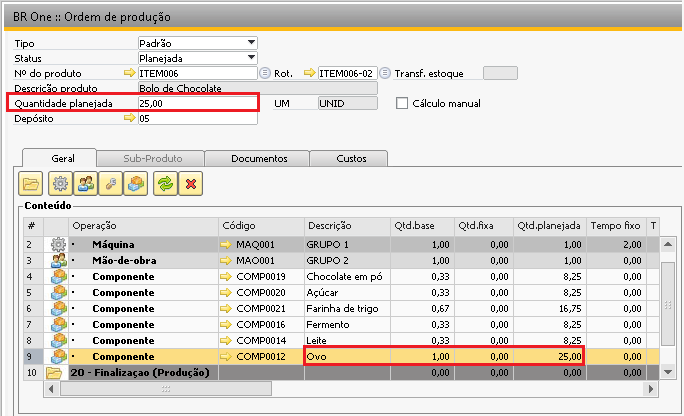 BR One :: Ordem de produção
Tipo Padrão
Status Planejada
Nº do produto ITEM006 Rot. ITEM006-02 Transf. estoque
Descrição produto Bolo de Chocolate
Quantidade planejada 25,00 UM UNID Cálculo manual
Depósito 05
Geral Sub-Produto Documentos Custos
Conteúdo
# Operação Código Descrição Qtd.base Qtd.fixa Qtd.planejada Tempo fixo T
2 Máquina MAQ001 GRUPO 1 1,00 0,00 1,00 2,00
3 Mão-de-obra MAO001 GRUPO 2 1,00 0,00 1,00 0,00
4 Componente COMP0019 Chocolate em pó 0,33 0,00 8,25 0,00
5 Componente COMP0020 Açúcar 0,33 0,00 8,25 0,00
6 Componente COMP0021 Farinha de trigo 0,67 0,00 16,75 0,00
7 Componente COMP0016 Fermento 0,33 0,00 8,25 0,00
8 Componente COMP0014 Leite 0,33 0,00 8,25 0,00
9 Componente COMP0012 Ovo 1,00 0,00 25,00 0,00
10 20 - Finalizaçao (Produção) 0,00 0,00 0,00 0,00